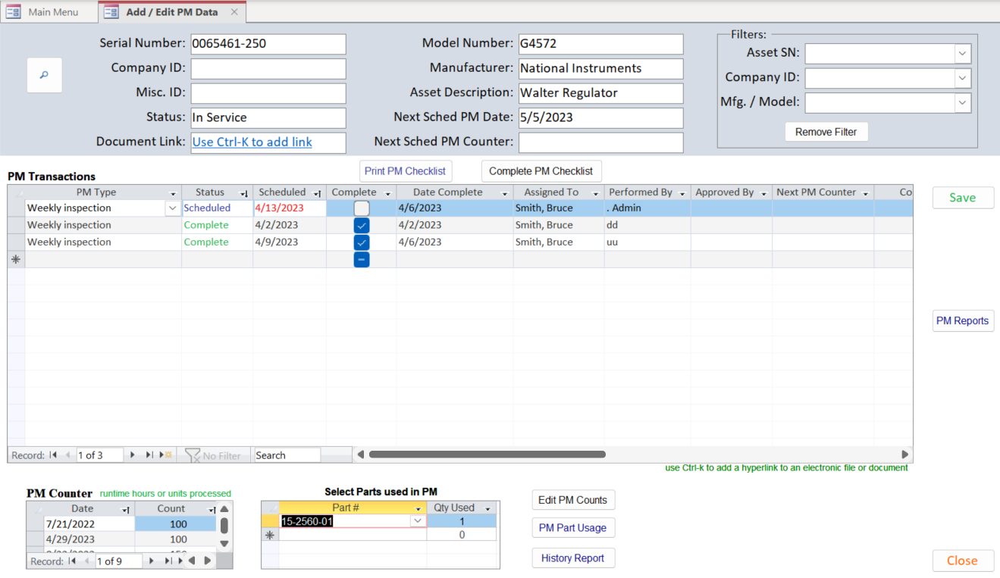 Main Menu
Add / Edit PM Data
Serial Number: 0065461-250
Company ID:
Misc. ID:
Status: In Service
Document Link: Use Ctrl-K to add link
Model Number: G4572
Manufacturer: National Instruments
Asset Description: Walter Regulator
Next Sched PM Date: 5/5/2023
Next Sched PM Counter:
Filters:
Asset SN:
Company ID:
Mfg. / Model:
Remove Filter
PM Transactions
Print PM Checklist
Complete PM Checklist
PM Type Status Scheduled Complete Date Complete Assigned To Performed By Approved By Next PM Counter Co
Weekly inspection Scheduled 4/13/2023 4/6/2023 Smith, Bruce . Admin
Weekly inspection Complete 4/2/2023 4/2/2023 Smith, Bruce dd
Weekly inspection Complete 4/9/2023 4/6/2023 Smith, Bruce uu
Save
PM Reports
Record: 1 of 3 No Filter Search
use Ctrl-k to add a hyperlink to an electronic file or document
PM Counter runtime hours or units processed
Date Count
7/21/2022 100
4/29/2023 100
Record: 1 of 9
Select Parts used in PM
Part # Qty Used
15-2560-01 1
0
Edit PM Counts
PM Part Usage
History Report
Close